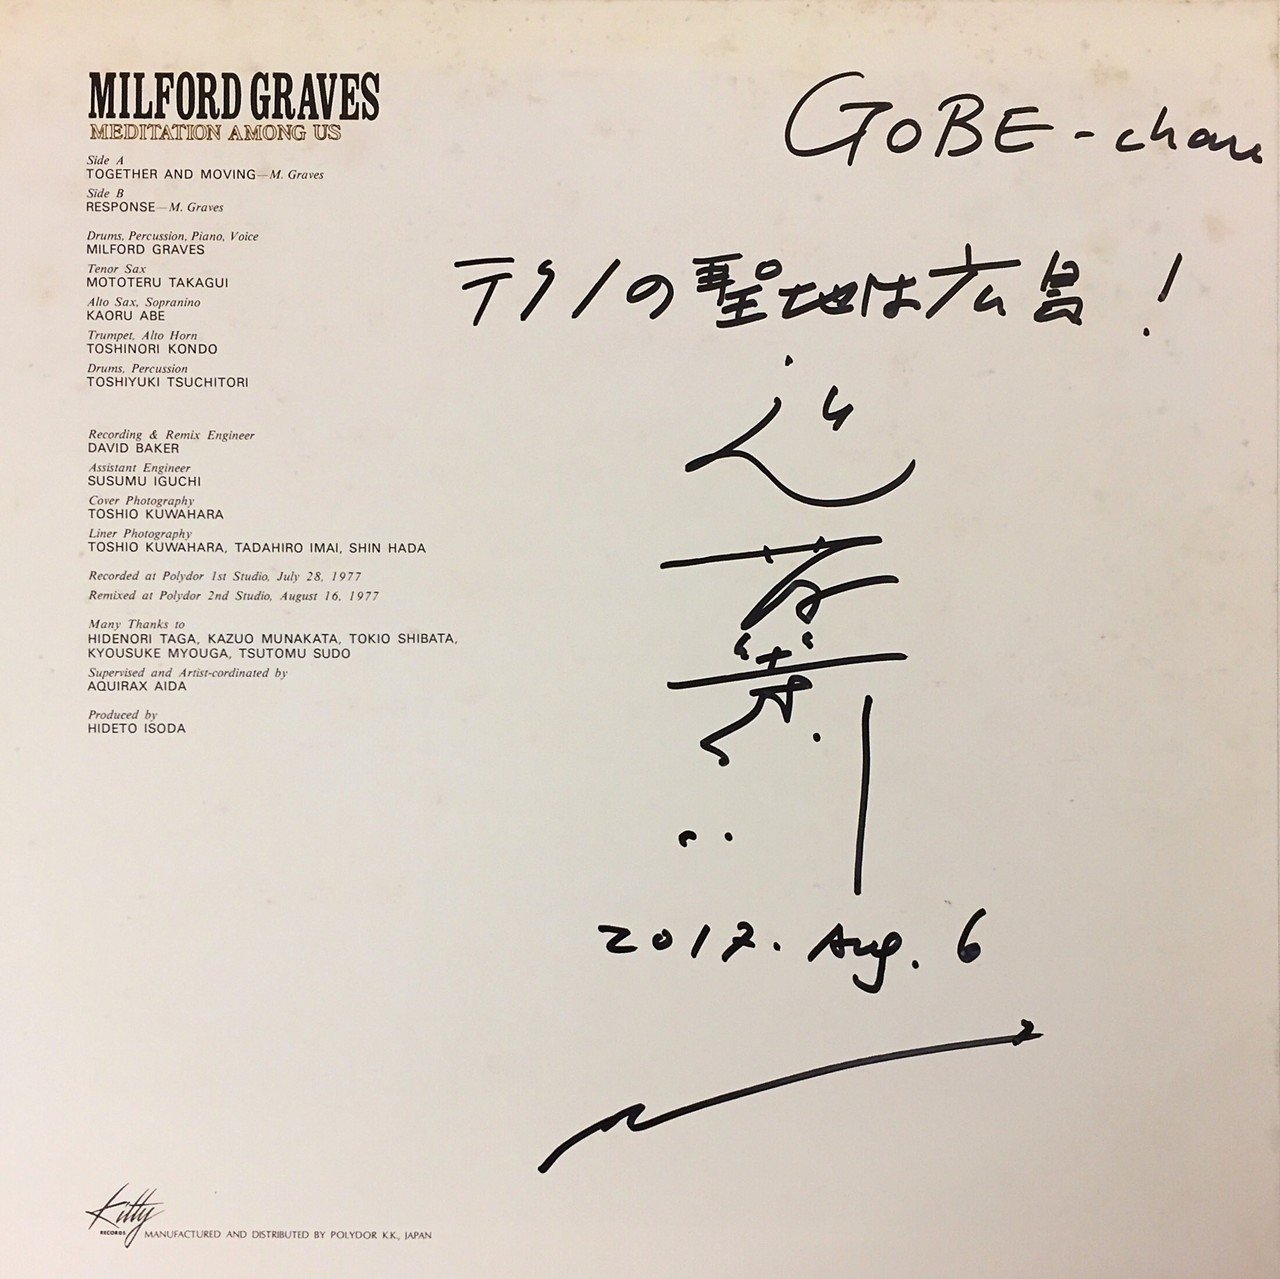 MILFORD GRAVES
MEDITATION AMONG US
Side A
TOGETHER AND MOVING—M. Graves
Side B
RESPONSE—M. Graves
Drums, Percussion, Piano, Voice
MILFORD GRAVES
Tenor Sax
MOTOTERU TAKAGUI
Alto Sax, Sopranino
KAORU ABE
Trumpet, Alto Horn
TOSHINORI KONDO
Drums, Percussion
TOSHIYUKI TSUCHITORI
Recording & Remix Engineer
DAVID BAKER
Assistant Engineer
SUSUMU IGUCHI
Cover Photography
TOSHIO KUWAHARA
Liner Photography
TOSHIO KUWAHARA, TADAHIRO IMAI, SHIN HADA
Recorded at Polydor 1st Studio, July 28, 1977
Remixed at Polydor 2nd Studio, August 16, 1977
Many Thanks to
HIDENORI TAGA, KAZUO MUNAKATA, TOKIO SHIBATA,
KYOUSUKE MYOUGA, TSUTOMU SUDO
Supervised and Artist-cordinated by
AQUIRAX AIDA
Produced by
HIDETO ISODA
Kitty
RECORDS
MANUFACTURED AND DISTRIBUTED BY POLYDOR K.K., JAPAN
GOBE-chan
テクノの聖地は広島！
2017. Aug. 6